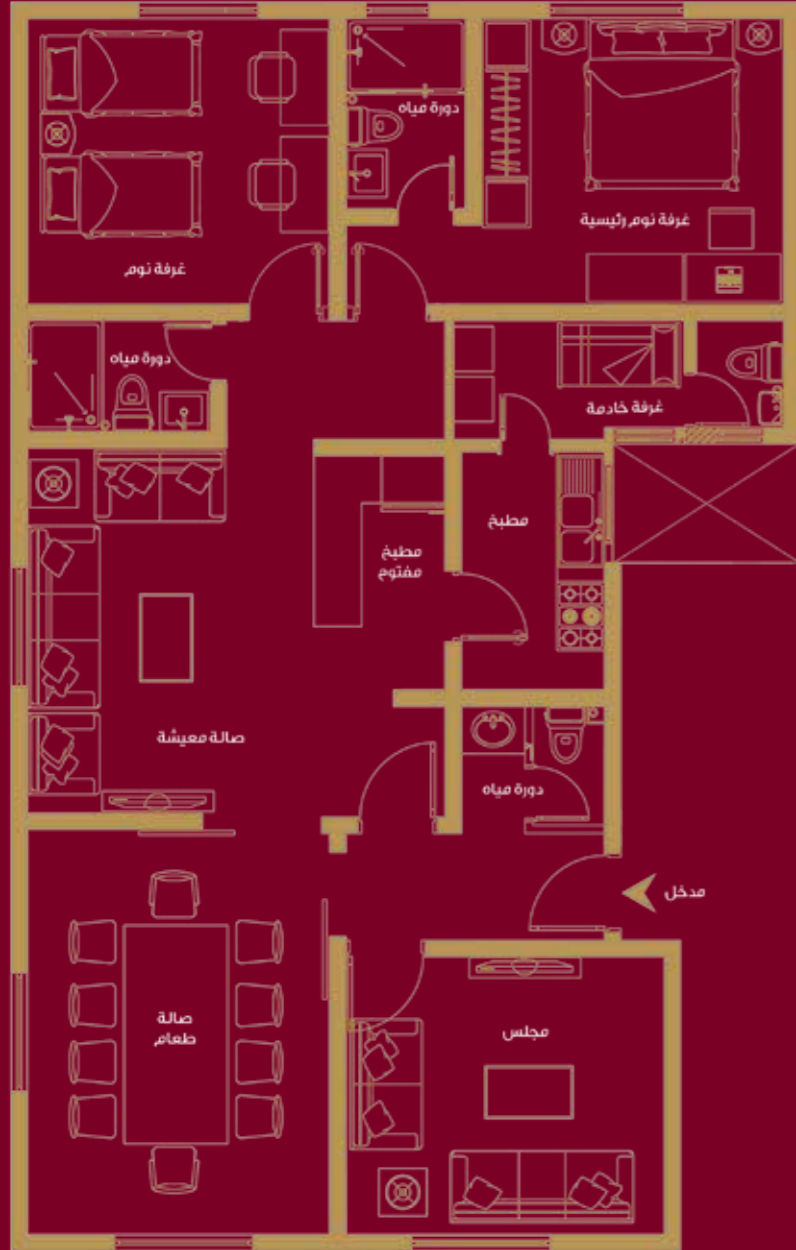 دورة مياه
غرفة نوم رئيسية
غرفة نوم
دورة مياه
غرفة خادمة
مطبخ
مطبخ
مفتوح
صالة معيشة
دورة مياه
مدخل
صالة
طعام
مجلس